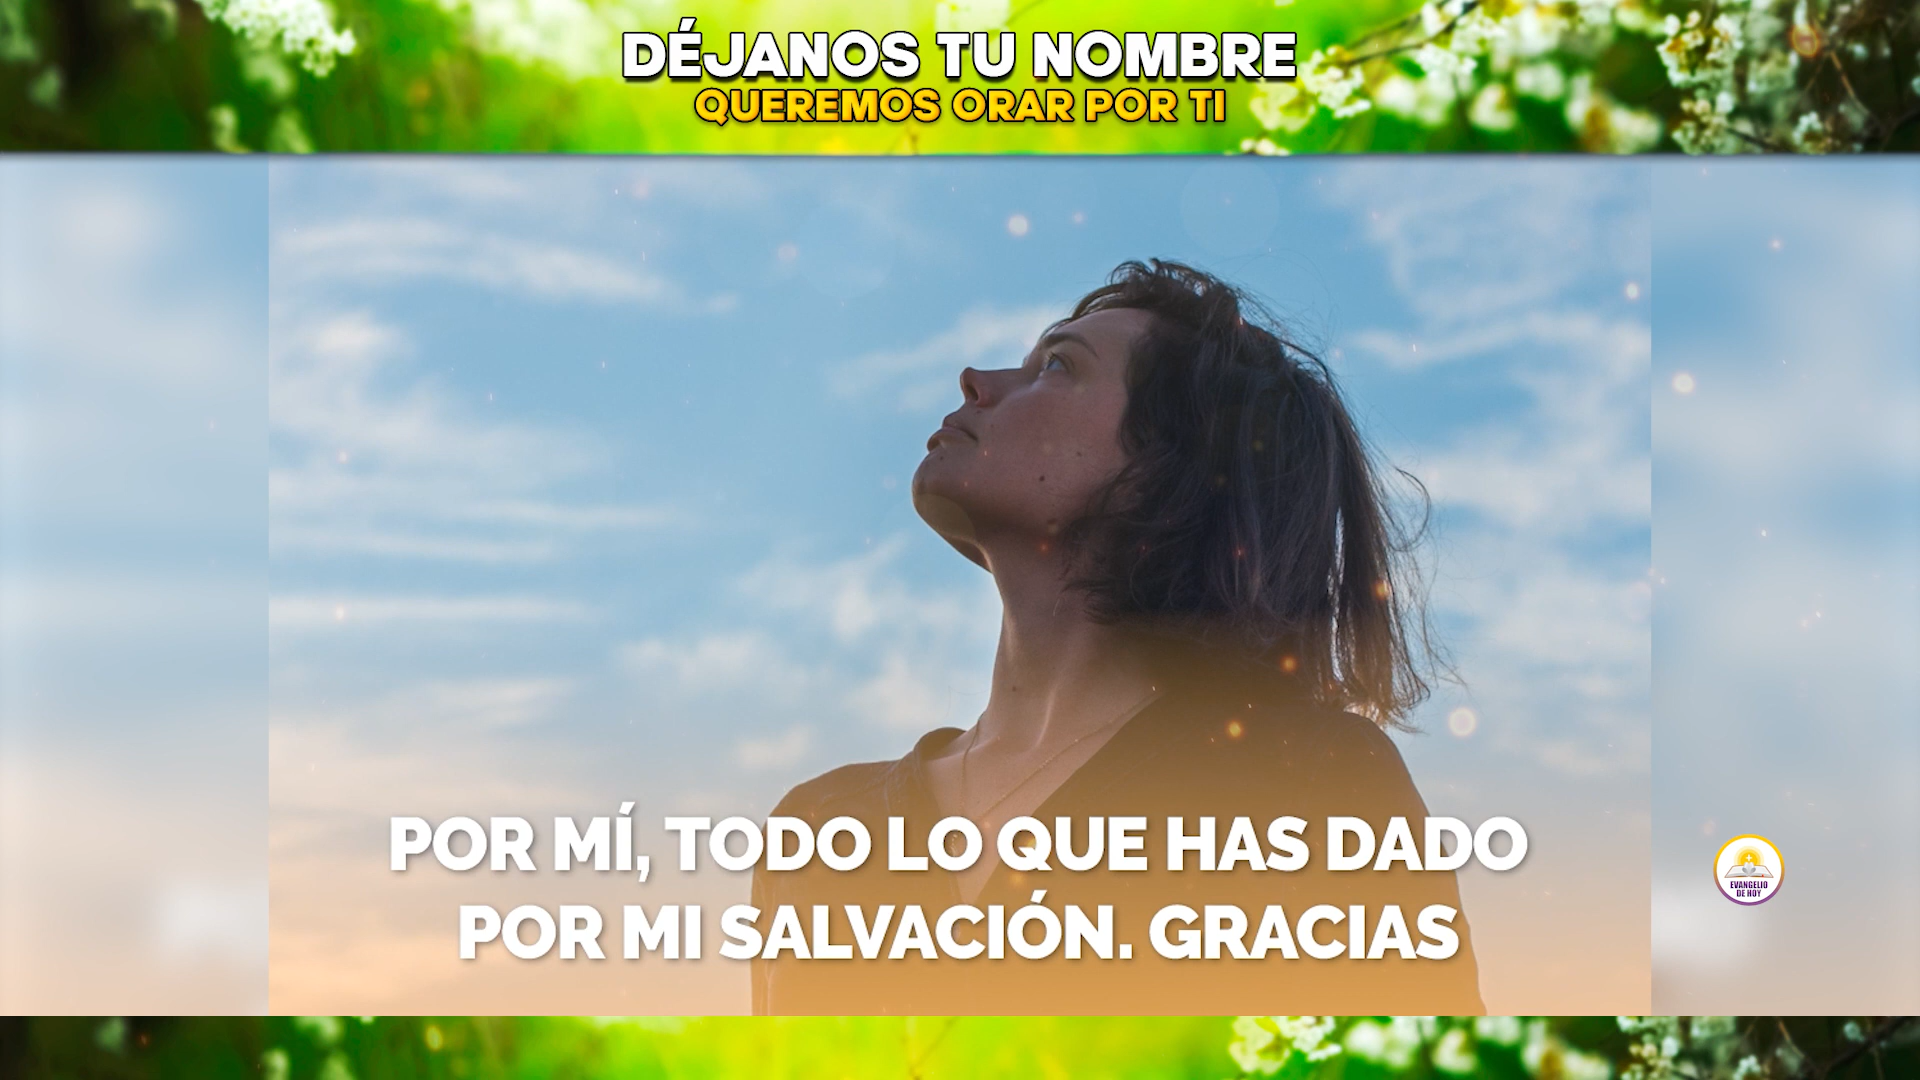 DÉJANOS TU NOMBRE
QUEREMOS ORAR POR TI
POR MÍ, TODO LO QUE HAS DADO
POR MI SALVACIÓN. GRACIAS
EVANGELIO
DE HOY